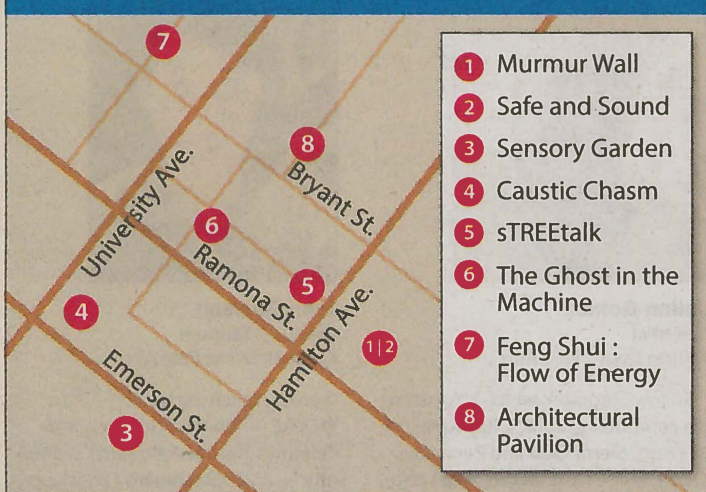 7
8
Bryant St.
University Ave.
6
Ramona St.
5
4
Hamilton Ave.
1|2
Emerson St.
3
1 Murmur Wall
2 Safe and Sound
3 Sensory Garden
4 Caustic Chasm
5 sTREEtalk
6 The Ghost in the
Machine
7 Feng Shui :
Flow of Energy
8 Architectural
Pavilion